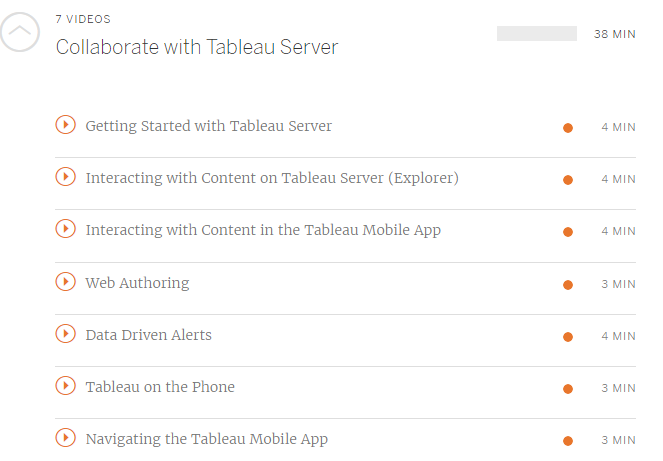 7 VIDEOS
Collaborate with Tableau Server
38 MIN
Getting Started with Tableau Server 4 MIN
Interacting with Content on Tableau Server (Explorer) 4 MIN
Interacting with Content in the Tableau Mobile App 4 MIN
Web Authoring 3 MIN
Data Driven Alerts 4 MIN
Tableau on the Phone 3 MIN
Navigating the Tableau Mobile App 3 MIN